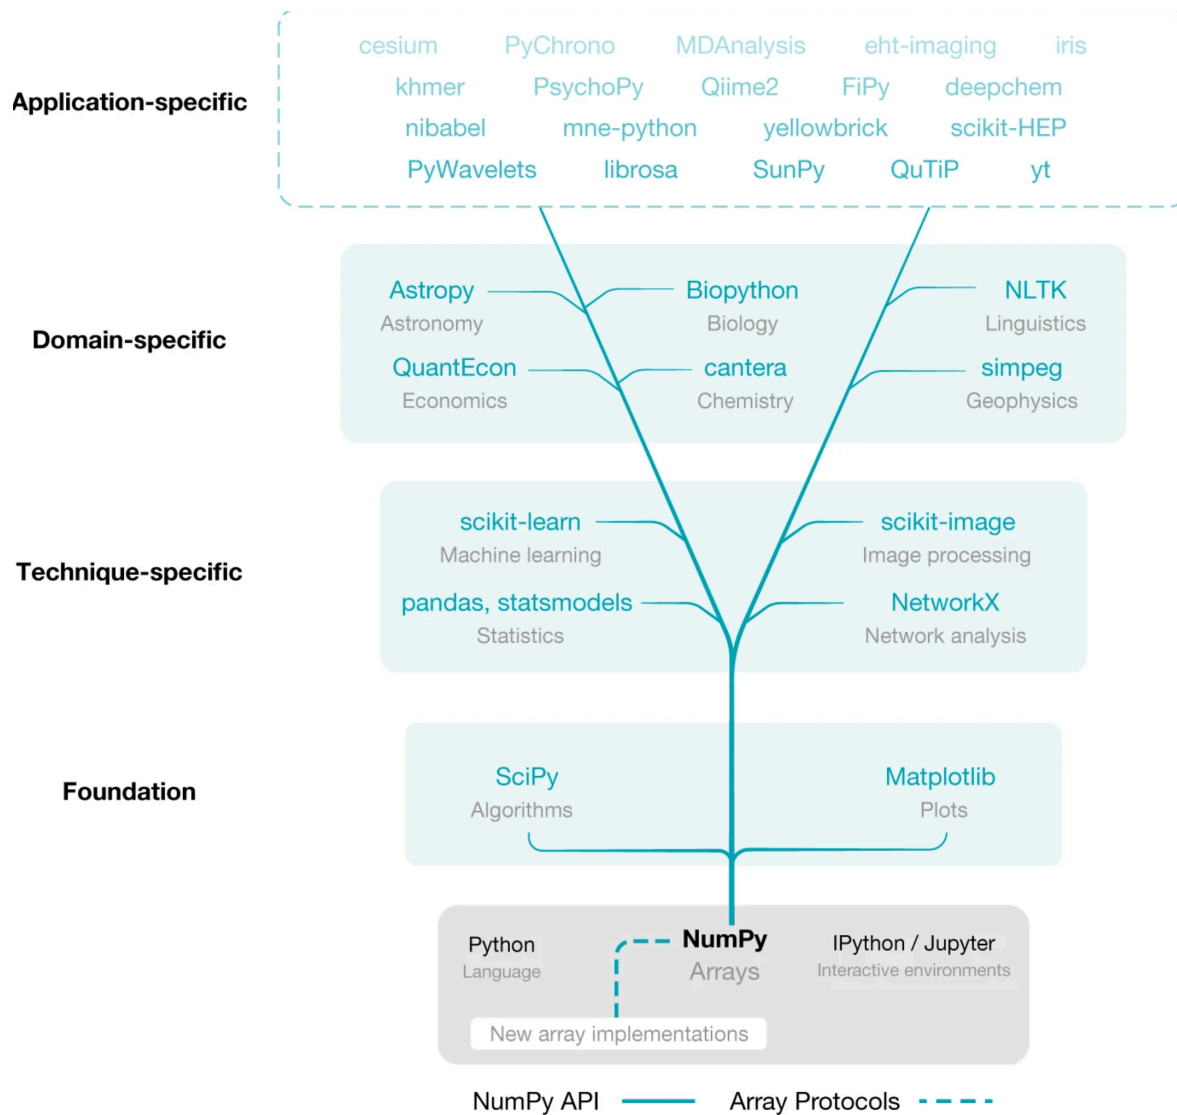 cesium PyChrono MDAnalysis eht-imaging iris
Application-specific
khmer PsychoPy Qiime2 FiPy deepchem
nibabel mne-python yellowbrick scikit-HEP
PyWavelets librosa SunPy QuTiP yt
Domain-specific
Astropy Biopython NLTK
Astronomy Biology Linguistics
QuantEcon cantera simpeg
Economics Chemistry Geophysics
Technique-specific
scikit-learn scikit-image
Machine learning Image processing
pandas, statsmodels NetworkX
Statistics Network analysis
Foundation
SciPy Matplotlib
Algorithms Plots
Python NumPy IPython / Jupyter
Language Arrays Interactive environments
New array implementations
NumPy API Array Protocols